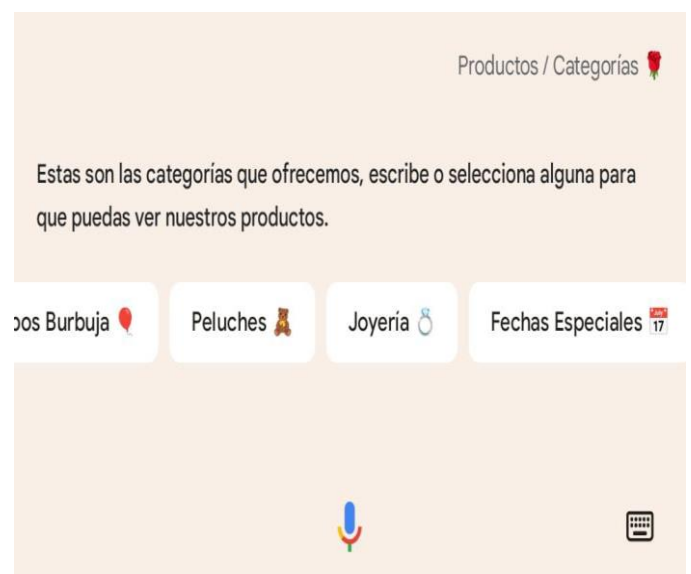 Productos / Categorías 🌹
Estas son las categorías que ofrecemos, escribe o selecciona alguna para
que puedas ver nuestros productos.
Burbuja 🎈 Peluches 🧸 Joyería 💍 Fechas Especiales 📅